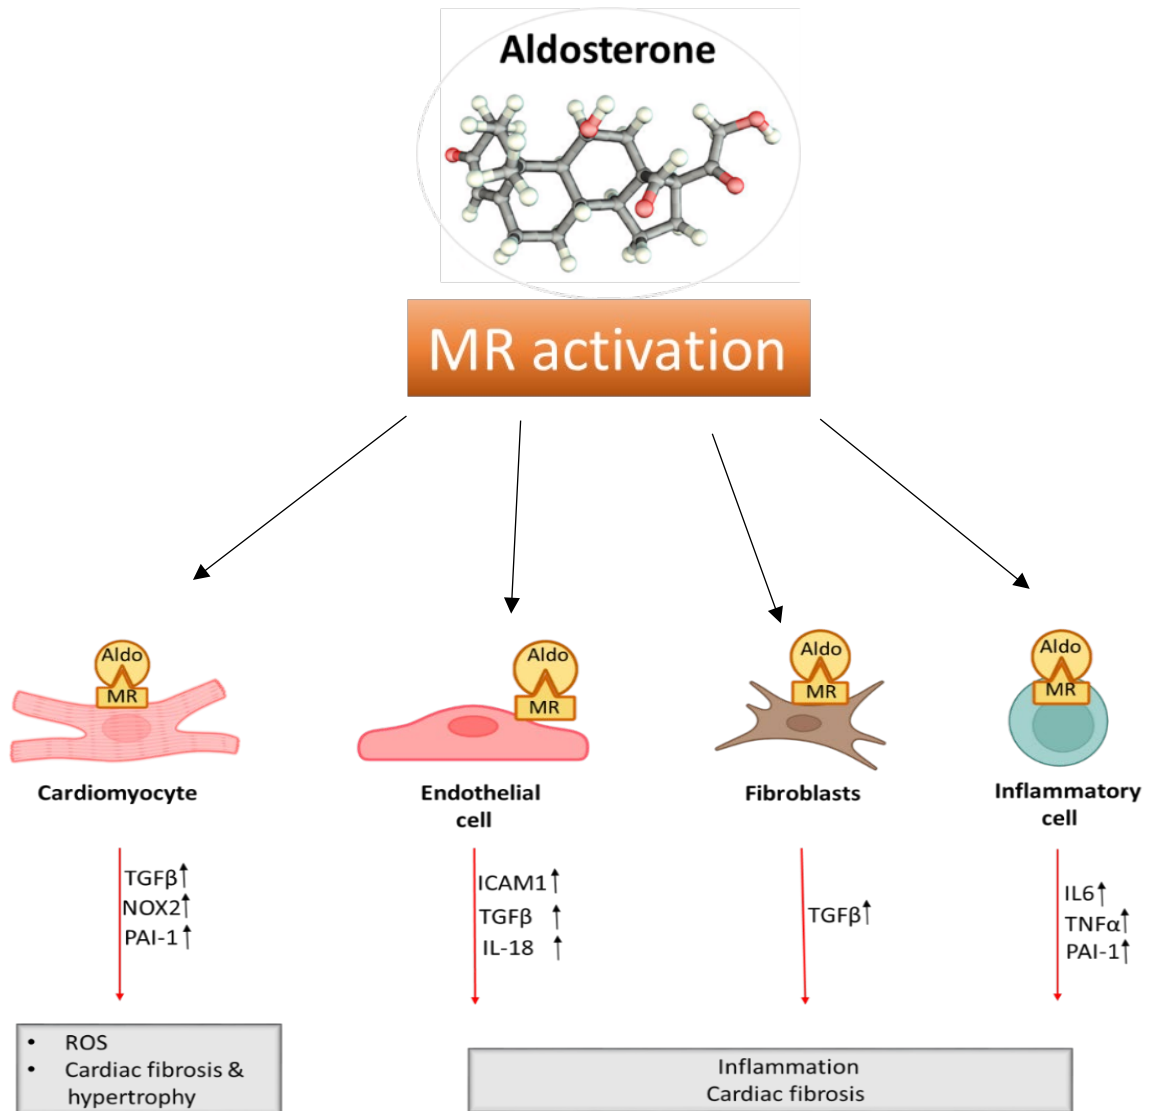 Aldosterone
MR activation
Aldo
MR
Aldo
MR
Aldo
MR
Aldo
MR
Cardiomyocyte
Endothelial
cell
Fibroblasts
Inflammatory
cell
TGFβ↑
NOX2↑
PAI-1↑
ICAM1↑
TGFβ ↑
IL-18 ↑
TGFβ↑
IL6↑
TNFα↑
PAI-1↑
• ROS
• Cardiac fibrosis &
hypertrophy
Inflammation
Cardiac fibrosis